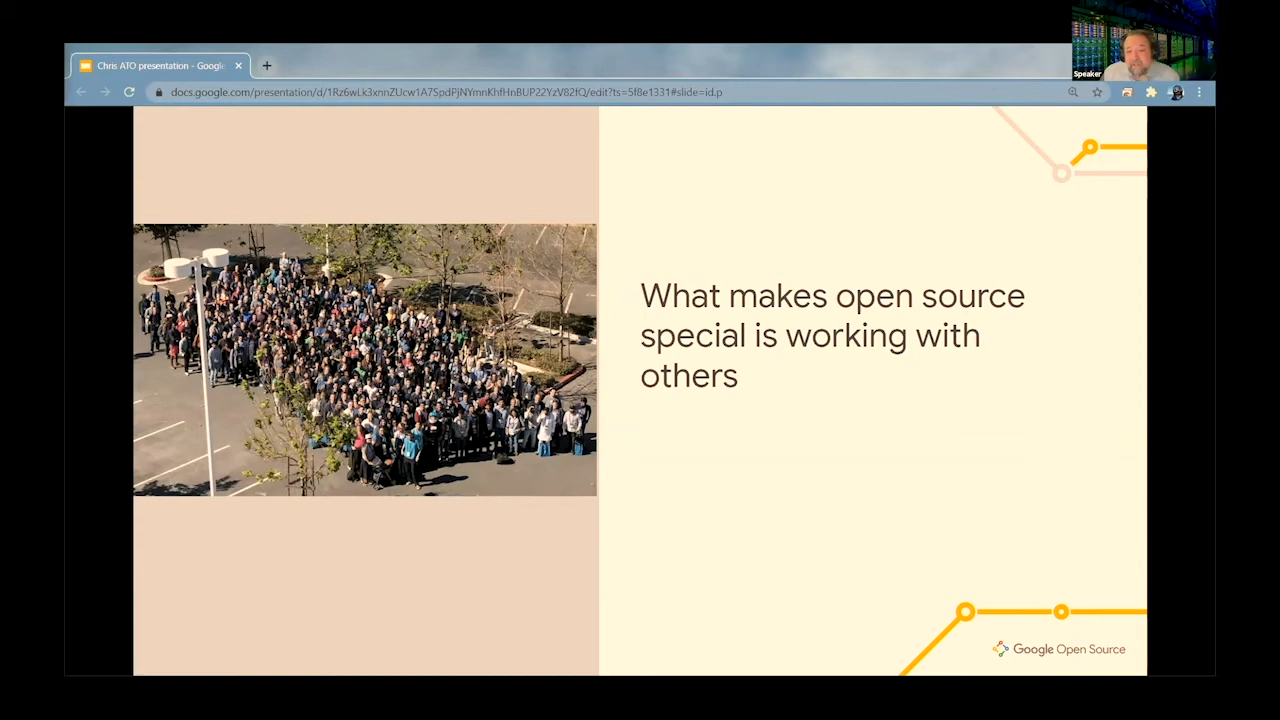 Speaker
Chris ATO presentation - Google
docs.google.com/presentation/d/1Rz6wLk3xnnZUcw1A7SpdPjNYmnKhfHnBUP22YzV82fQ/edit?ts=5f8e1331#slide=id.p
What makes open source
special is working with
others
Google Open Source